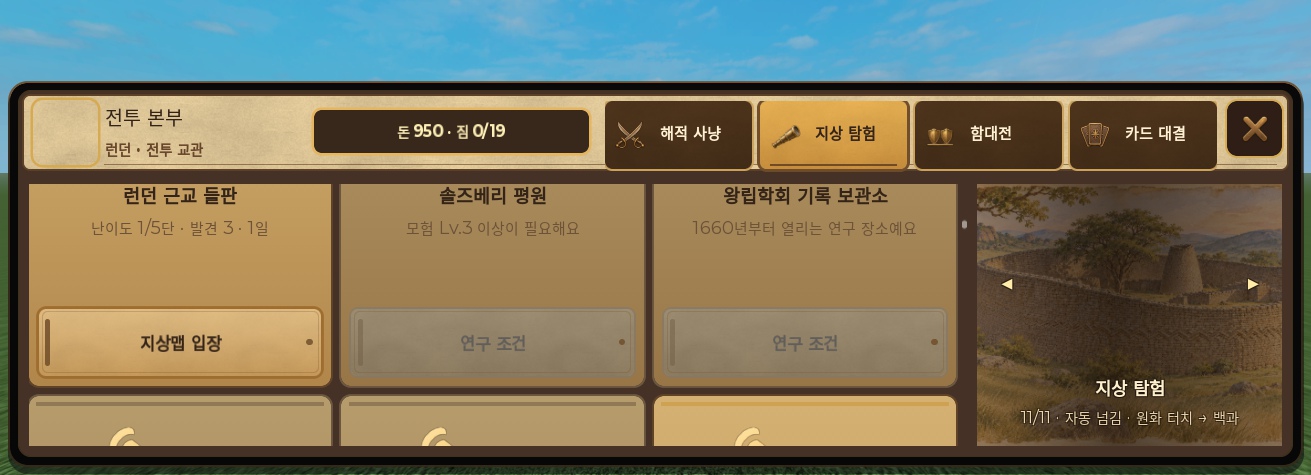 전투 본부
런던 · 전투 교관
돈 950 · 짐 0/19
해적 사냥
지상 탐험
함대전
카드 대결
런던 근교 들판
난이도 1/5단 · 발견 3 · 1일
지상맵 입장
솔즈베리 평원
모험 Lv.3 이상이 필요해요
연구 조건
왕립학회 기록 보관소
1660년부터 열리는 연구 장소예요
연구 조건
지상 탐험
11/11 · 자동 넘김 · 원화 터치 → 백과